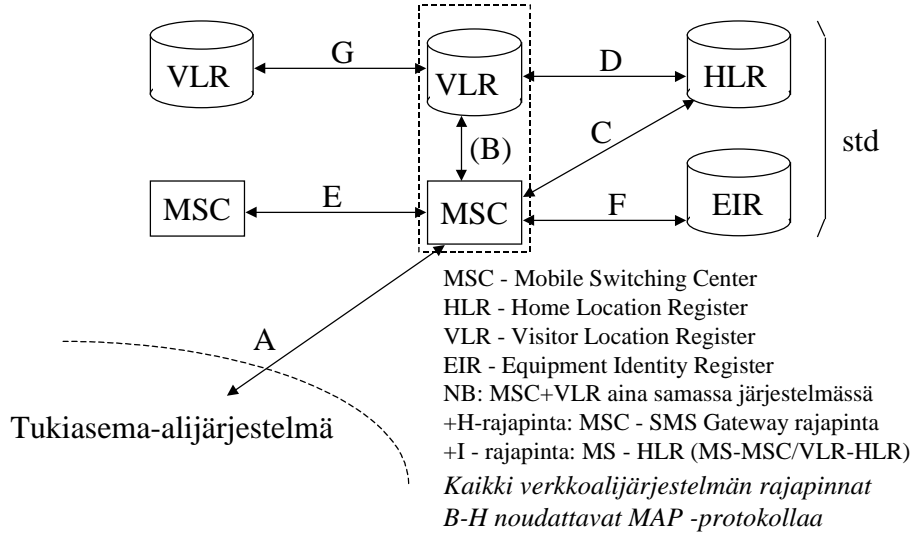 VLR
G
VLR
D
HLR
(B)
C
std
MSC
E
MSC
F
EIR
A
Tukiasema-alijärjestelmä
MSC - Mobile Switching Center
HLR - Home Location Register
VLR - Visitor Location Register
EIR - Equipment Identity Register
NB: MSC+VLR aina samassa järjestelmässä
+H-rajapinta: MSC - SMS Gateway rajapinta
+I - rajapinta: MS - HLR (MS-MSC/VLR-HLR)
Kaikki verkkoalijärjestelmän rajapinnat
B-H noudattavat MAP -protokollaa